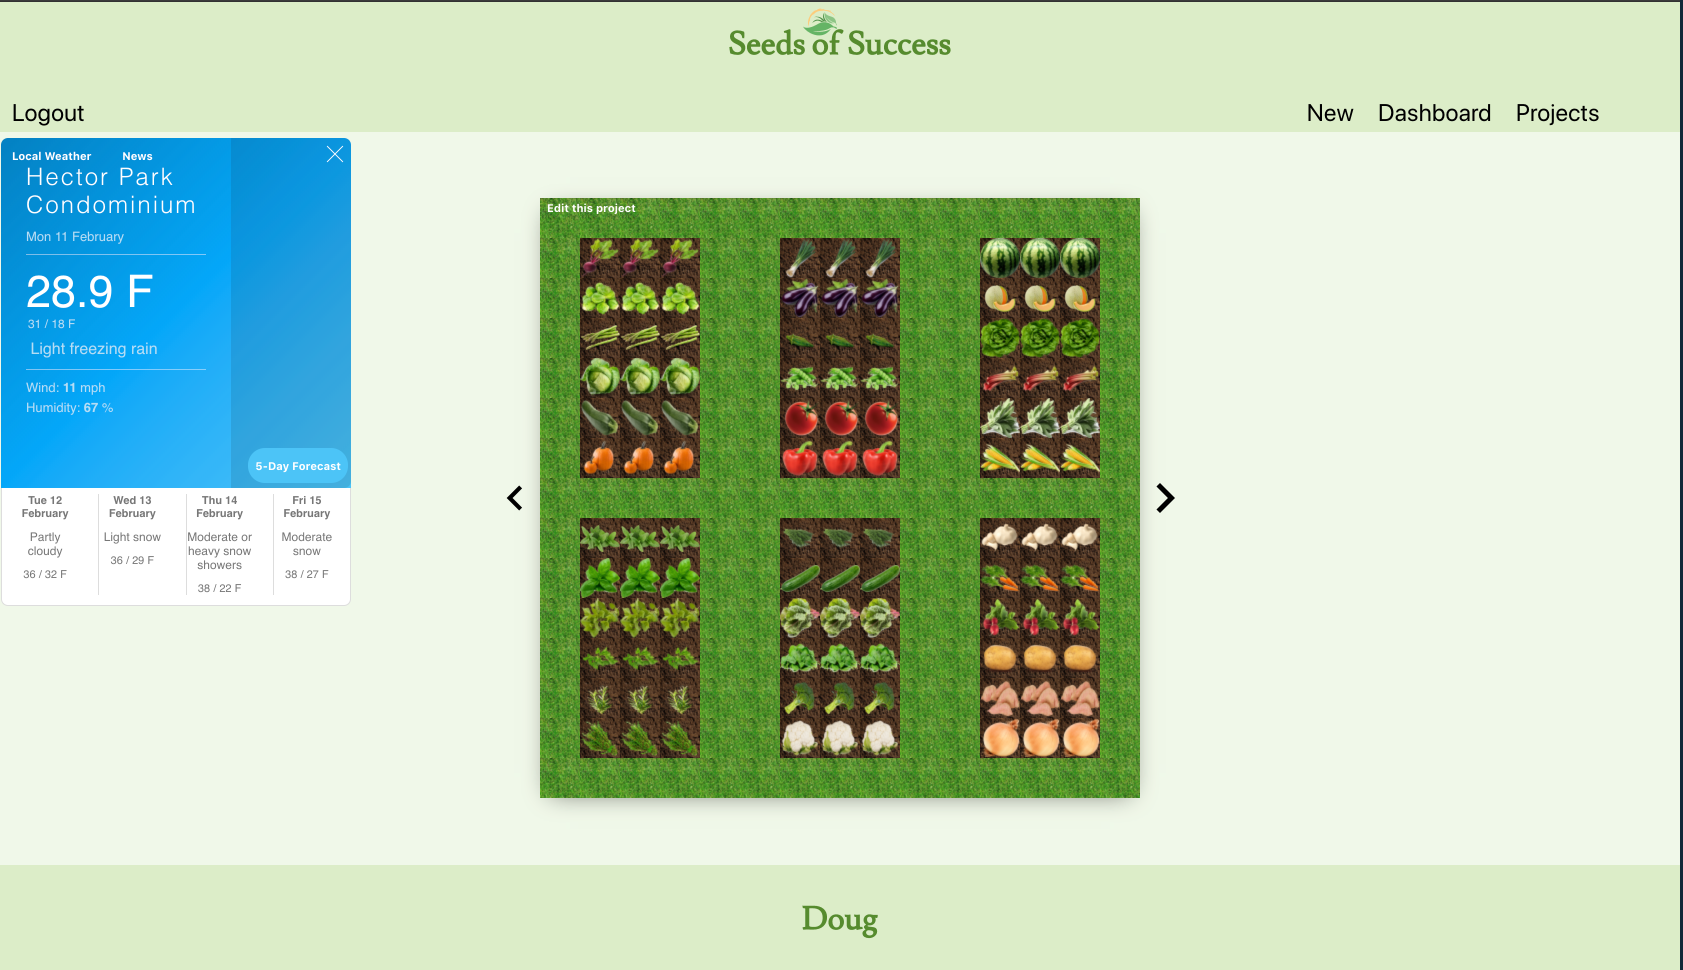 Seeds of Success
Logout
New Dashboard Projects
Local Weather News
Hector Park
Condominium
Mon 11 February
28.9 F
31 / 18 F
Light freezing rain
Wind: 11 mph
Humidity: 67 %
5-Day Forecast
Tue 12
February
Partly
cloudy
36 / 32 F
Wed 13
February
Light snow
36 / 29 F
Thu 14
February
Moderate or
heavy snow
showers
38 / 22 F
Fri 15
February
Moderate
snow
38 / 27 F
Edit this project
Doug